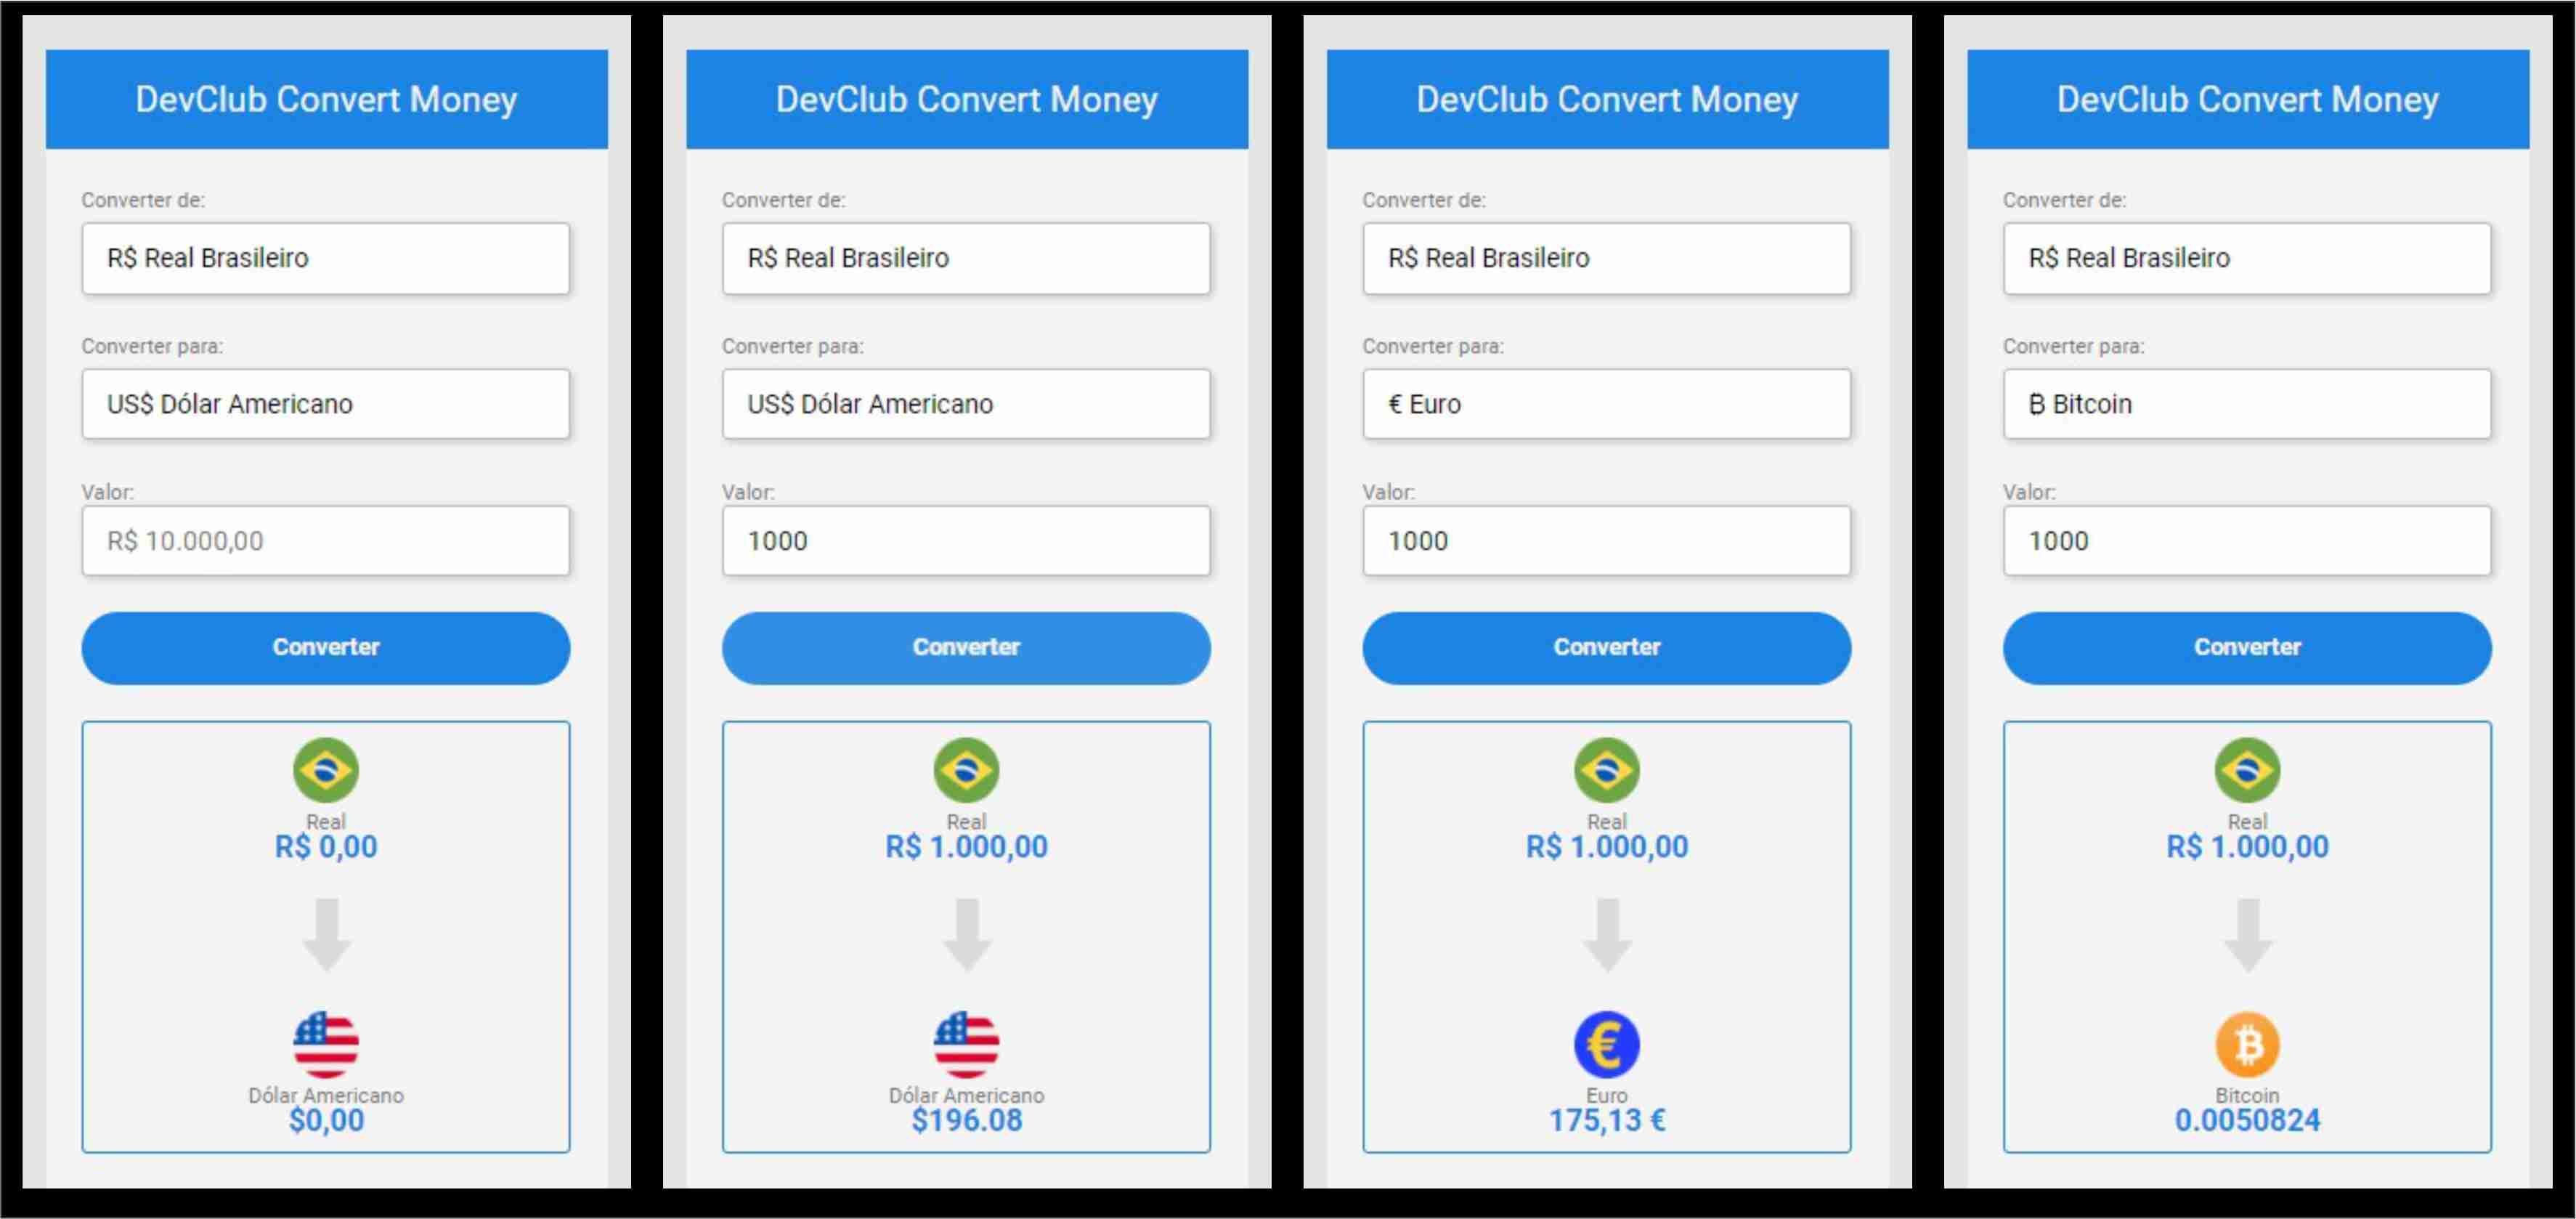 DevClub Convert Money
Converter de:
R$ Real Brasileiro
Converter para:
US$ Dólar Americano
Valor:
R$ 10.000,00
Converter
Real
R$ 0,00
Dólar Americano
$0,00
DevClub Convert Money
Converter de:
R$ Real Brasileiro
Converter para:
US$ Dólar Americano
Valor:
1000
Converter
Real
R$ 1.000,00
Dólar Americano
$196.08
DevClub Convert Money
Converter de:
R$ Real Brasileiro
Converter para:
€ Euro
Valor:
1000
Converter
Real
R$ 1.000,00
€
Euro
175,13 €
DevClub Convert Money
Converter de:
R$ Real Brasileiro
Converter para:
₿ Bitcoin
Valor:
1000
Converter
Real
R$ 1.000,00
₿
Bitcoin
0.0050824